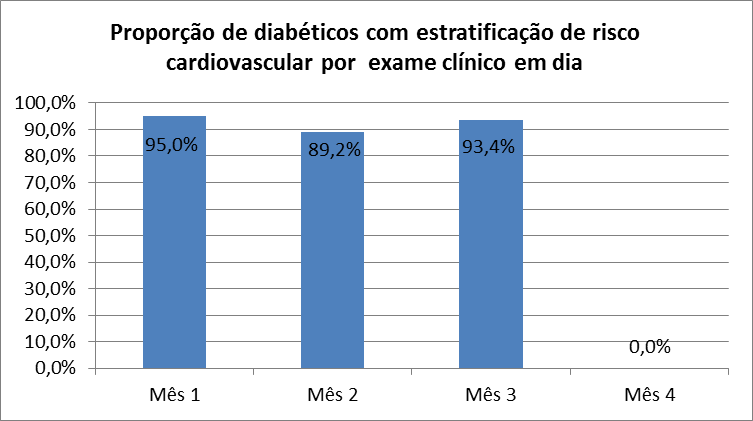 Proporção de diabéticos com estratificação de risco
cardiovascular por exame clínico em dia
100,0%
90,0%
80,0%
70,0%
60,0%
50,0%
40,0%
30,0%
20,0%
10,0%
0,0%
95,0%
89,2%
93,4%
0,0%
Mês 1
Mês 2
Mês 3
Mês 4